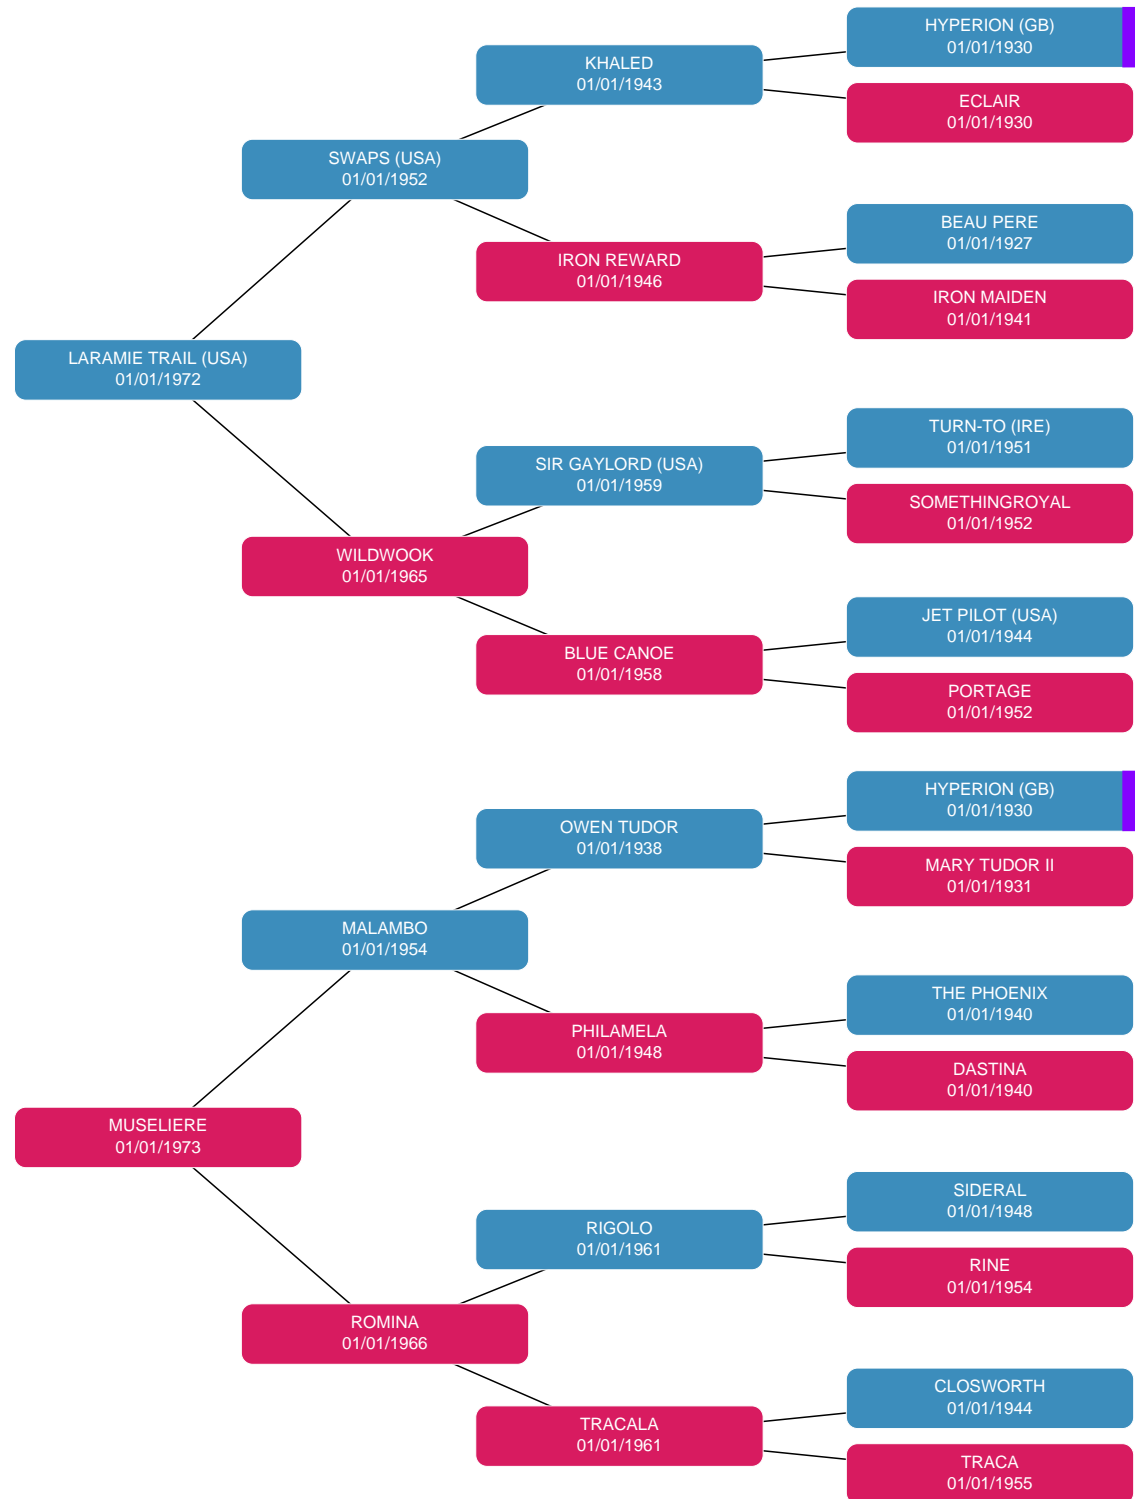 HYPERION (GB)
01/01/1930
KHALED
01/01/1943
ECLAIR
01/01/1930
SWAPS (USA)
01/01/1952
BEAU PERE
01/01/1927
IRON REWARD
01/01/1946
IRON MAIDEN
01/01/1941
LARAMIE TRAIL (USA)
01/01/1972
TURN-TO (IRE)
01/01/1951
SIR GAYLORD (USA)
01/01/1959
SOMETHINGROYAL
01/01/1952
WILDWOOK
01/01/1965
JET PILOT (USA)
01/01/1944
BLUE CANOE
01/01/1958
PORTAGE
01/01/1952
HYPERION (GB)
01/01/1930
OWEN TUDOR
01/01/1938
MARY TUDOR II
01/01/1931
MALAMBO
01/01/1954
THE PHOENIX
01/01/1940
PHILAMELA
01/01/1948
DASTINA
01/01/1940
MUSELIERE
01/01/1973
SIDERAL
01/01/1948
RIGOLO
01/01/1961
RINE
01/01/1954
ROMINA
01/01/1966
CLOSWORTH
01/01/1944
TRACALA
01/01/1961
TRACA
01/01/1955